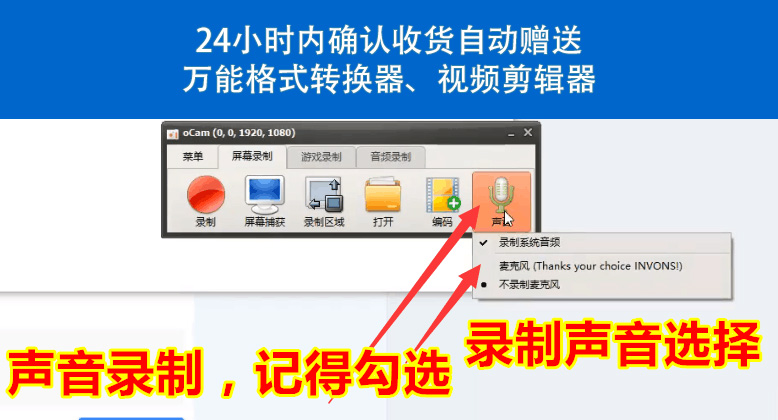 24小时内确认收货自动赠送
万能格式转换器、视频剪辑器
oCam (0, 0, 1920, 1080)
菜单 屏幕录制 游戏录制 音频录制
录制 屏幕捕获 录制区域 打开 编码 声
录制系统音频
麦克风 (Thanks your choice INVONS!)
不录制麦克风
声音录制，记得勾选
录制声音选择